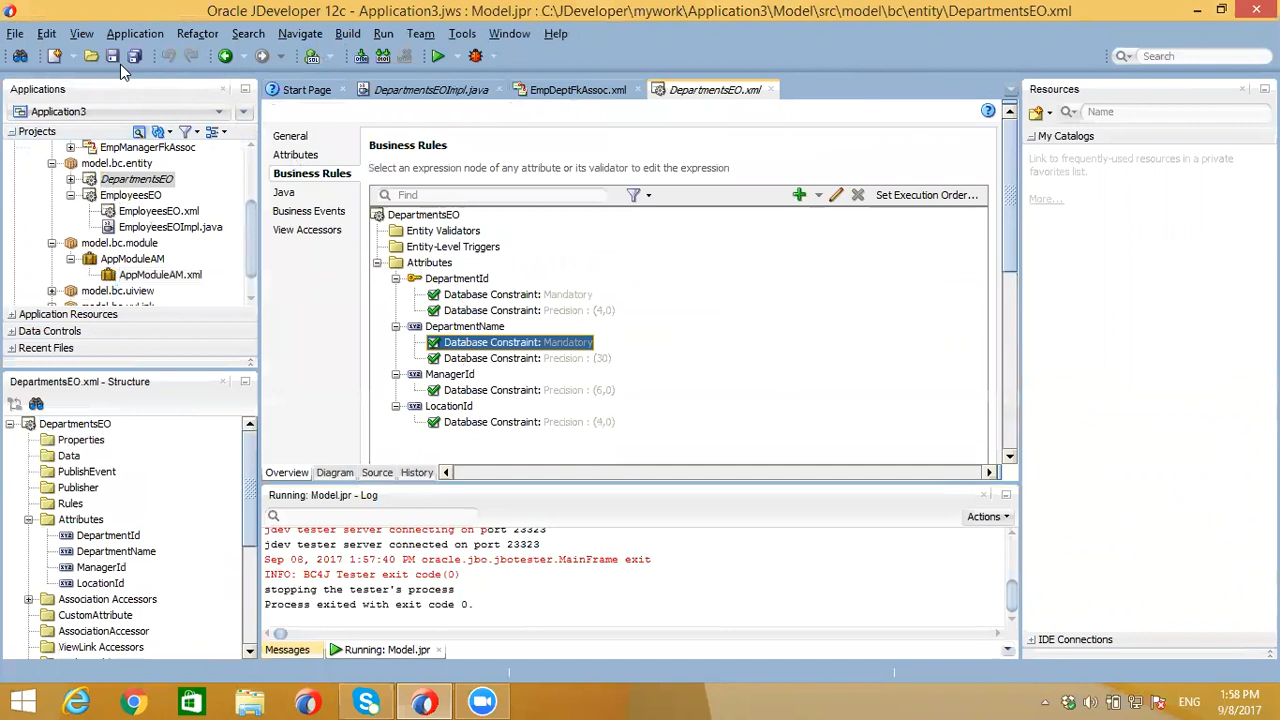 Oracle JDeveloper 12c - Application3.jws : Model.jpr : C:\JDeveloper\mywork\Application3\Model\src\model\bc\entity\DepartmentsEO.xml
File Edit View Application Refactor Search Navigate Build Run Team Tools Window Help
Search
Applications
Application3
Projects
EmpManagerFkAssoc
model.bc.entity
DepartmentsEO
EmployeesEO
EmployeesEO.xml
EmployeesEOImpl.java
model.bc.module
AppModuleAM
AppModuleAM.xml
model.bc.uiview
Application Resources
Data Controls
Recent Files
DepartmentsEO.xml - Structure
DepartmentsEO
Properties
Data
PublishEvent
Publisher
Rules
Attributes
DepartmentId
DepartmentName
ManagerId
LocationId
Association Accessors
CustomAttribute
AssociationAccessor
ViewLink Accessors
Start Page DepartmentsEOImpl.java EmpDeptFkAssoc.xml DepartmentsEO.xml
General
Attributes
Business Rules
Java
Business Events
View Accessors
Business Rules
Select an expression node of any attribute or its validator to edit the expression
Find
Set Execution Order...
DepartmentsEO
Entity Validators
Entity-Level Triggers
Attributes
DepartmentId
Database Constraint: Mandatory
Database Constraint: Precision : (4,0)
DepartmentName
Database Constraint: Mandatory
Database Constraint: Precision : (30)
ManagerId
Database Constraint: Precision : (6,0)
LocationId
Database Constraint: Precision : (4,0)
Overview Diagram Source History
Running: Model.jpr - Log
Actions
jdev tester server connecting on port 23323
jdev tester server connected on port 23323
Sep 08, 2017 1:57:40 PM oracle.jbo.jbotester.MainFrame exit
INFO: BC4J Tester exit code(0)
stopping the tester's process
Process exited with exit code 0.
Messages Running: Model.jpr
Resources
Name
My Catalogs
Link to frequently-used resources in a private
favorites list.
More...
IDE Connections
ENG
1:58 PM
9/8/2017